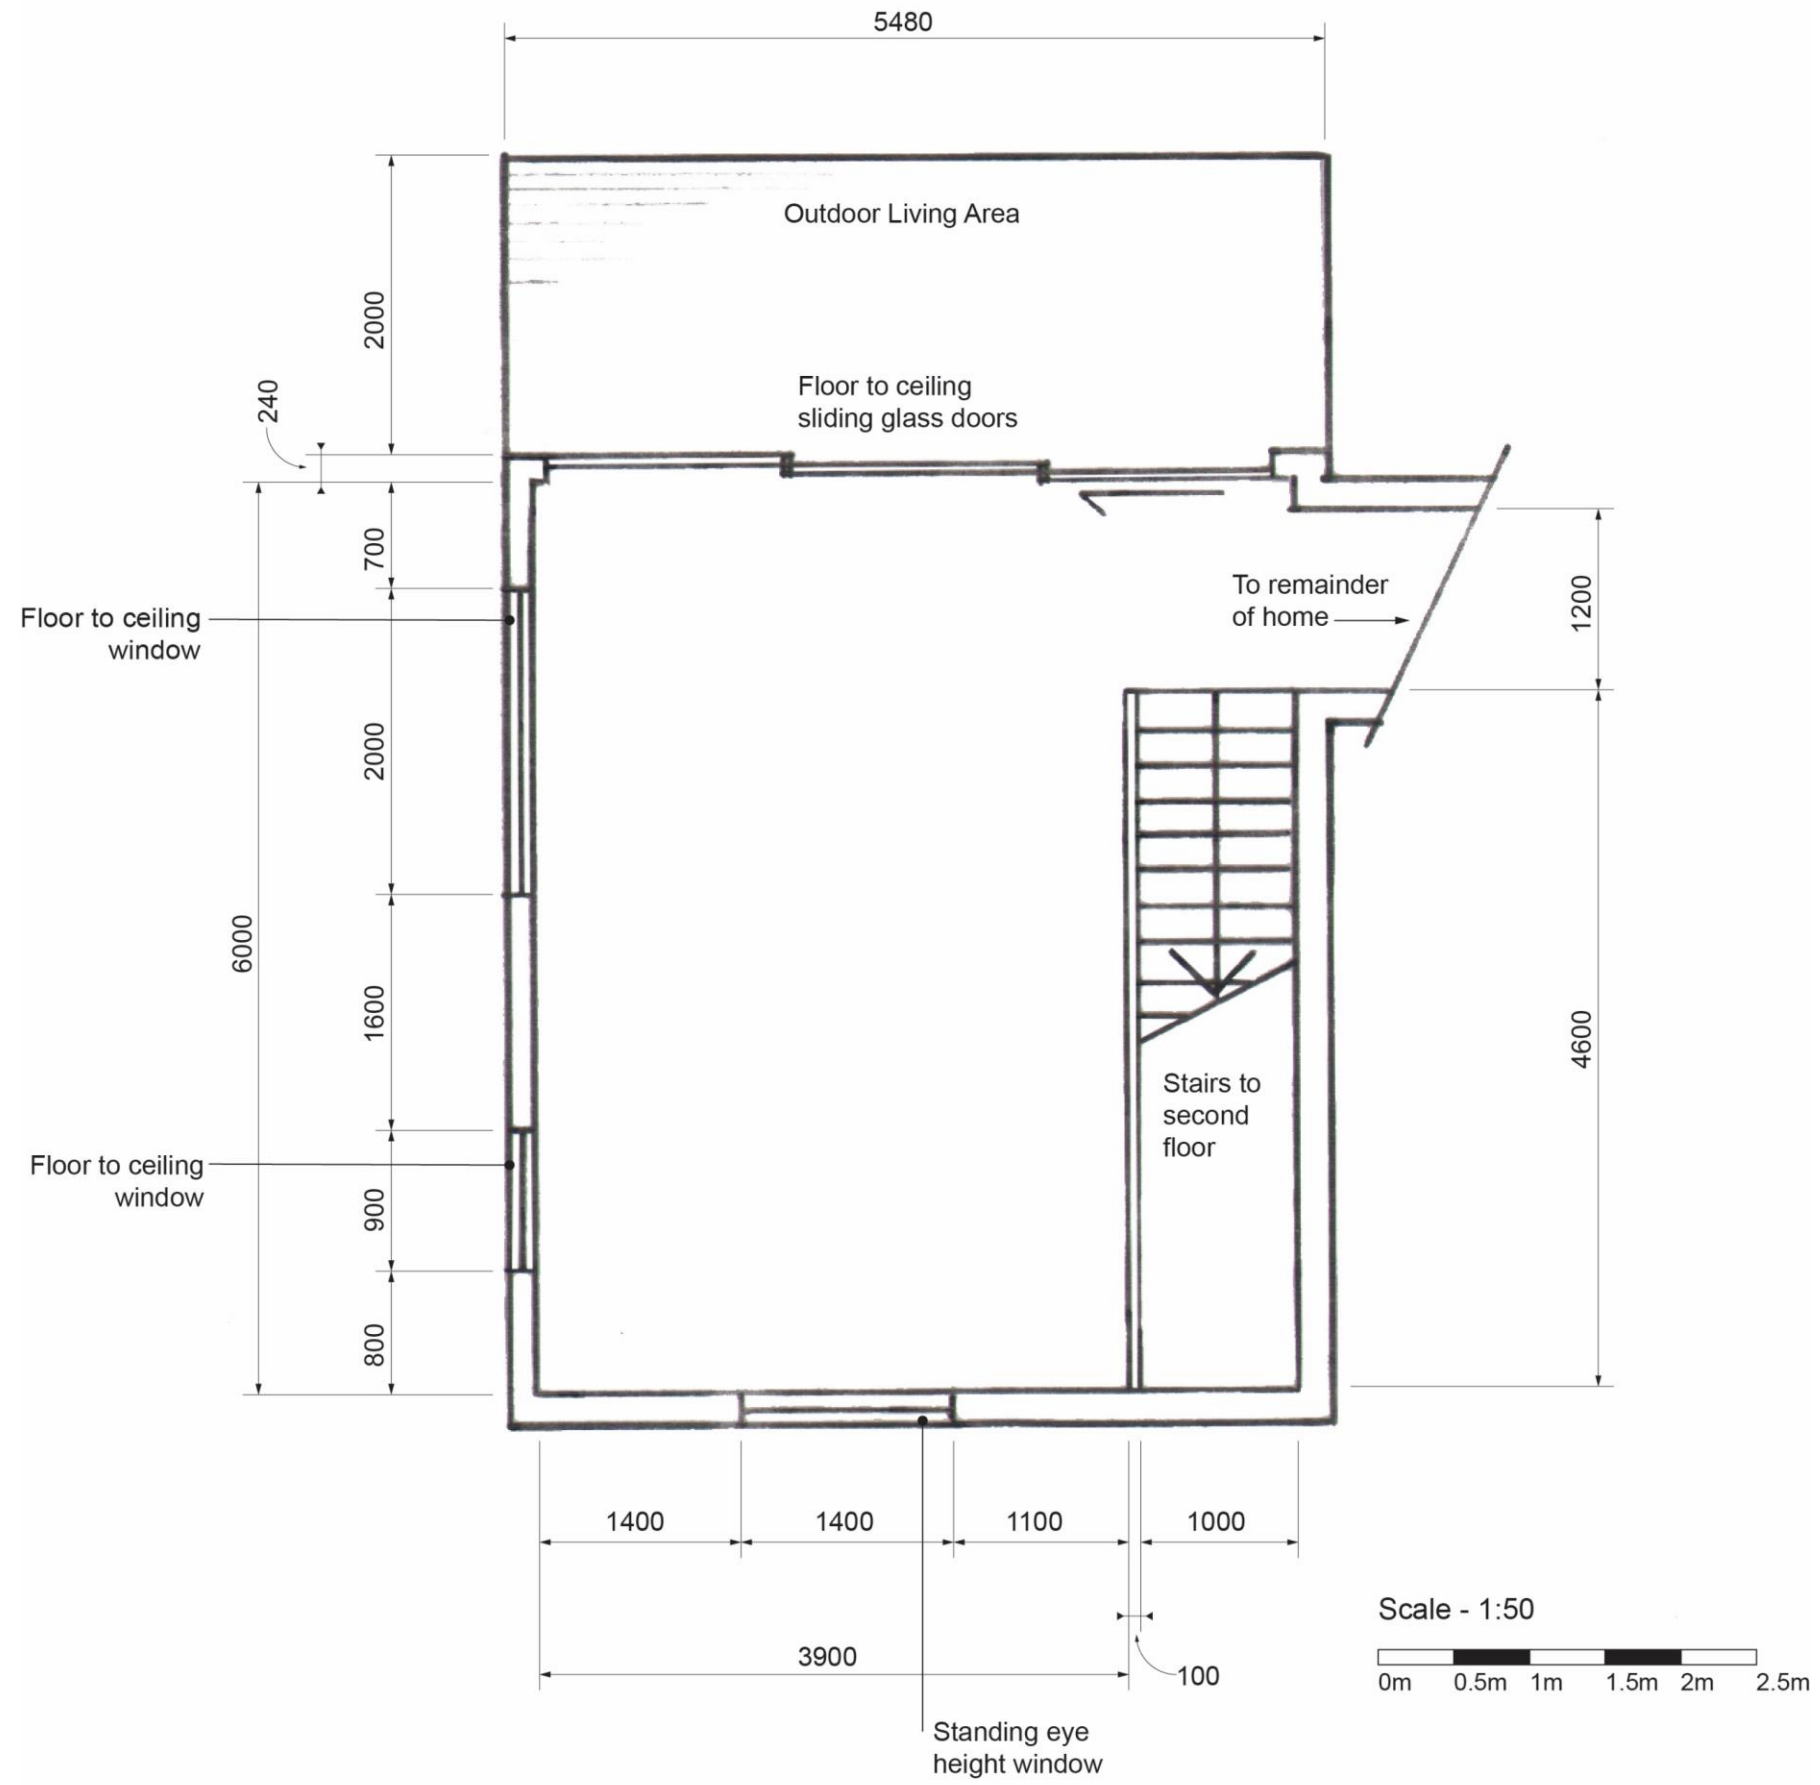 5480
Outdoor Living Area
2000
Floor to ceiling
sliding glass doors
240
700
Floor to ceiling
window
To remainder
of home
1200
2000
6000
1600
4600
Stairs to
second
floor
Floor to ceiling
window
900
800
1400
1400
1100
1000
3900
100
Scale - 1:50
0m 0.5m 1m 1.5m 2m 2.5m
Standing eye
height window